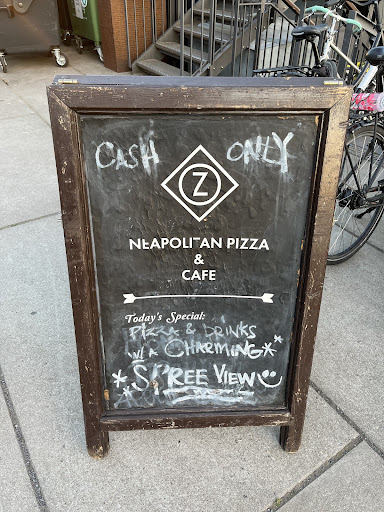 CASH ONLY
Z
NEAPOLITAN PIZZA
&
CAFE
Today's Special:
PIZZA & DRINKS
W/ A CHARMING*
*SPREE VIEW